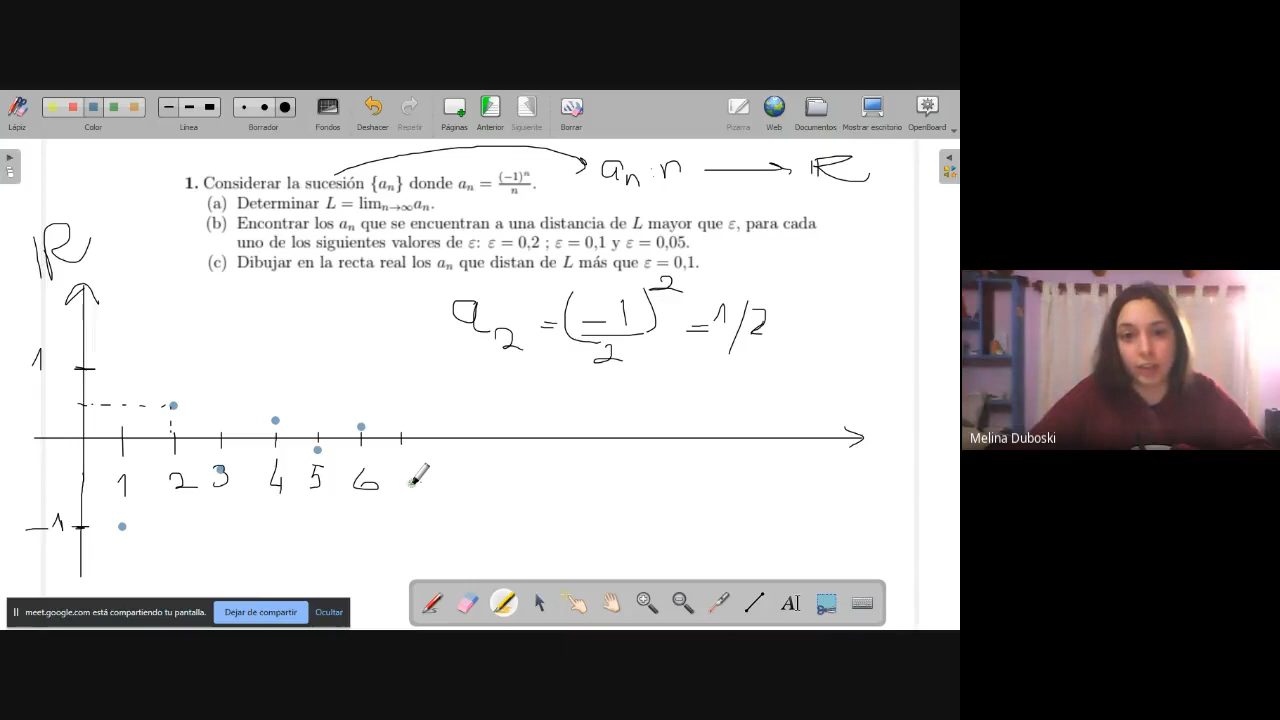 Lápiz Color Línea Borrador Fondos Deshacer Repetir Páginas Anterior Siguiente Borrar Pizarra Web Documentos Mostrar escritorio OpenBoard
aₙ : n ⟶ ℝ
1. Considerar la sucesión {aₙ} donde aₙ = (−1)ⁿ/n.
(a) Determinar L = limₙ→∞aₙ.
(b) Encontrar los aₙ que se encuentran a una distancia de L mayor que ε, para cada
uno de los siguientes valores de ε: ε = 0,2 ; ε = 0,1 y ε = 0,05.
(c) Dibujar en la recta real los aₙ que distan de L más que ε = 0,1.
ℝ
a₂ = (−1)²/2 = 1/2
1
1 2 3 4 5 6
−1
Melina Duboski
meet.google.com está compartiendo tu pantalla. Dejar de compartir Ocultar
AI